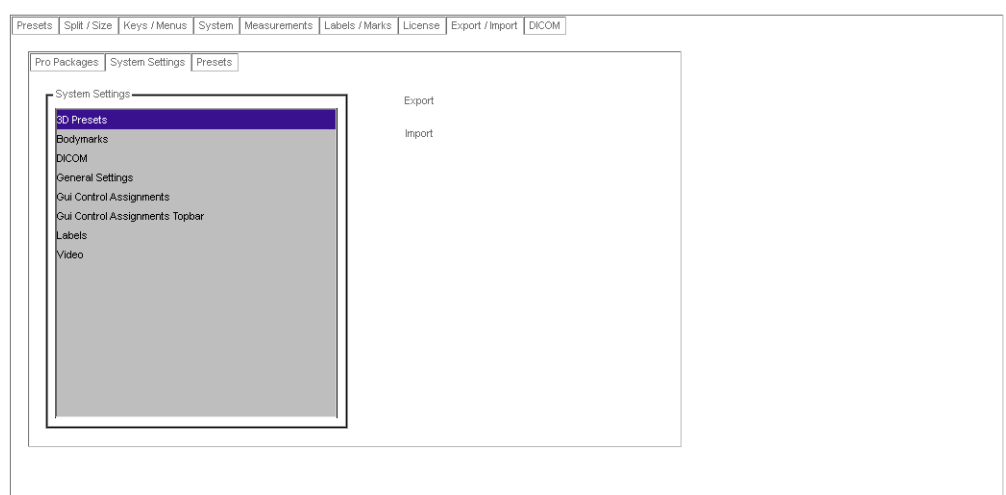 Presets Split / Size Keys / Menus System Measurements Labels / Marks License Export / Import DICOM
Pro Packages System Settings Presets
System Settings
3D Presets
Bodymarks
DICOM
General Settings
Gui Control Assignments
Gui Control Assignments Topbar
Labels
Video
Export
Import